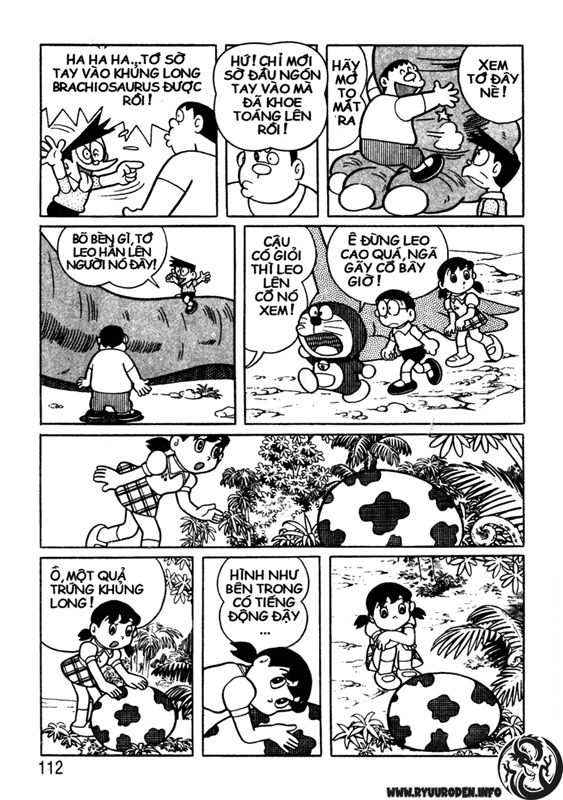 HA HA HA...TỚ SỜ
TAY VÀO KHỦNG LONG
BRACHIOSAURUS ĐƯỢC
RỒI!
HỨ! CHỈ MỚI
SỜ ĐẦU NGÓN
TAY VÀO MÀ
ĐÃ KHOE
TOÁNG LÊN
RỒI!
HÃY
MỞ TO
MẮT
RA
XEM
TỚ ĐÂY
NÈ!
BÕ BÈN GÌ, TỚ
LEO HẲN LÊN
NGƯỜI NÓ ĐÂY!
CẬU
CÓ GIỎI
THÌ LEO
LÊN
CỔ NÓ
XEM!
Ê ĐỪNG LEO
CAO QUÁ, NGÃ
GÃY CỔ BÂY
GIỜ!
Ồ, MỘT QUẢ
TRỨNG KHỦNG
LONG!
HÌNH NHƯ
BÊN TRONG
CÓ TIẾNG
ĐỘNG ĐẬY
...
112
WWW.RYUURODEN.INFO